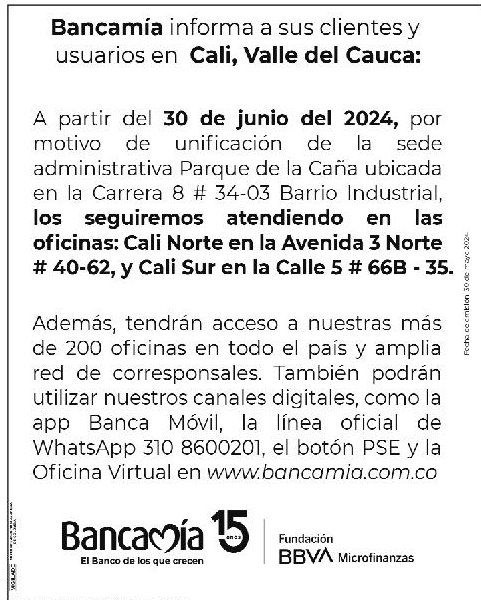 Bancamía informa a sus clientes y
usuarios en Cali, Valle del Cauca:
A partir del 30 de junio del 2024, por
motivo de unificación de la sede
administrativa Parque de la Caña ubicada
en la Carrera 8 # 34-03 Barrio Industrial,
los seguiremos atendiendo en las
oficinas: Cali Norte en la Avenida 3 Norte
# 40-62, y Cali Sur en la Calle 5 # 66B - 35.
Además, tendrán acceso a nuestras más
de 200 oficinas en todo el país y amplia
red de corresponsales. También podrán
utilizar nuestros canales digitales, como la
app Banca Móvil, la línea oficial de
WhatsApp 310 8600201, el botón PSE y la
Oficina Virtual en www.bancamia.com.co
Fecha de emisión: 30 de mayo 2024.
Bancamía 15 años
El Banco de los que crecen
Fundación
BBVA Microfinanzas
VIGILADO